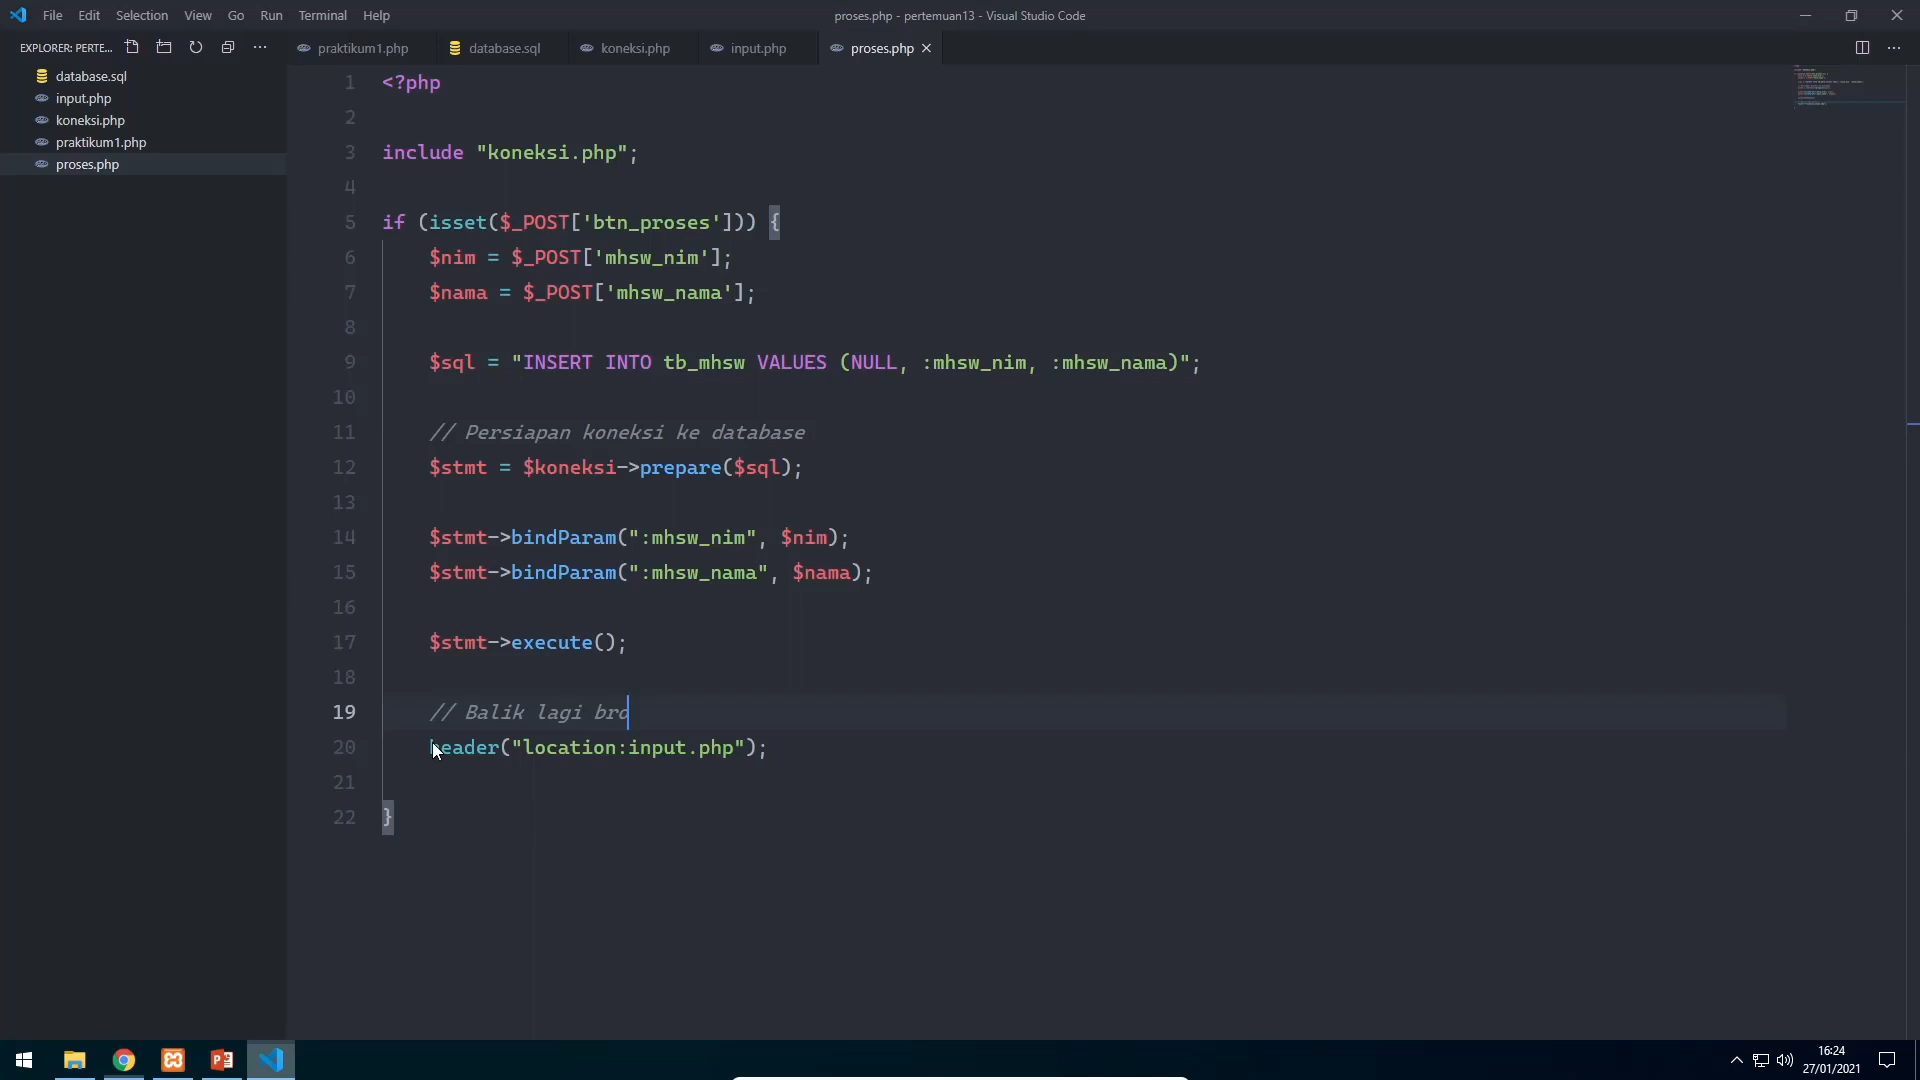 File Edit Selection View Go Run Terminal Help
proses.php - pertemuan13 - Visual Studio Code
EXPLORER: PERTE...
database.sql
input.php
koneksi.php
praktikum1.php
proses.php
praktikum1.php database.sql koneksi.php input.php proses.php
1 <?php
2
3 include "koneksi.php";
4
5 if (isset($_POST['btn_proses'])) {
6 $nim = $_POST['mhsw_nim'];
7 $nama = $_POST['mhsw_nama'];
8
9 $sql = "INSERT INTO tb_mhsw VALUES (NULL, :mhsw_nim, :mhsw_nama)";
10
11 // Persiapan koneksi ke database
12 $stmt = $koneksi->prepare($sql);
13
14 $stmt->bindParam(":mhsw_nim", $nim);
15 $stmt->bindParam(":mhsw_nama", $nama);
16
17 $stmt->execute();
18
19 // Balik lagi bro
20 header("location:input.php");
21
22 }
16:24
27/01/2021